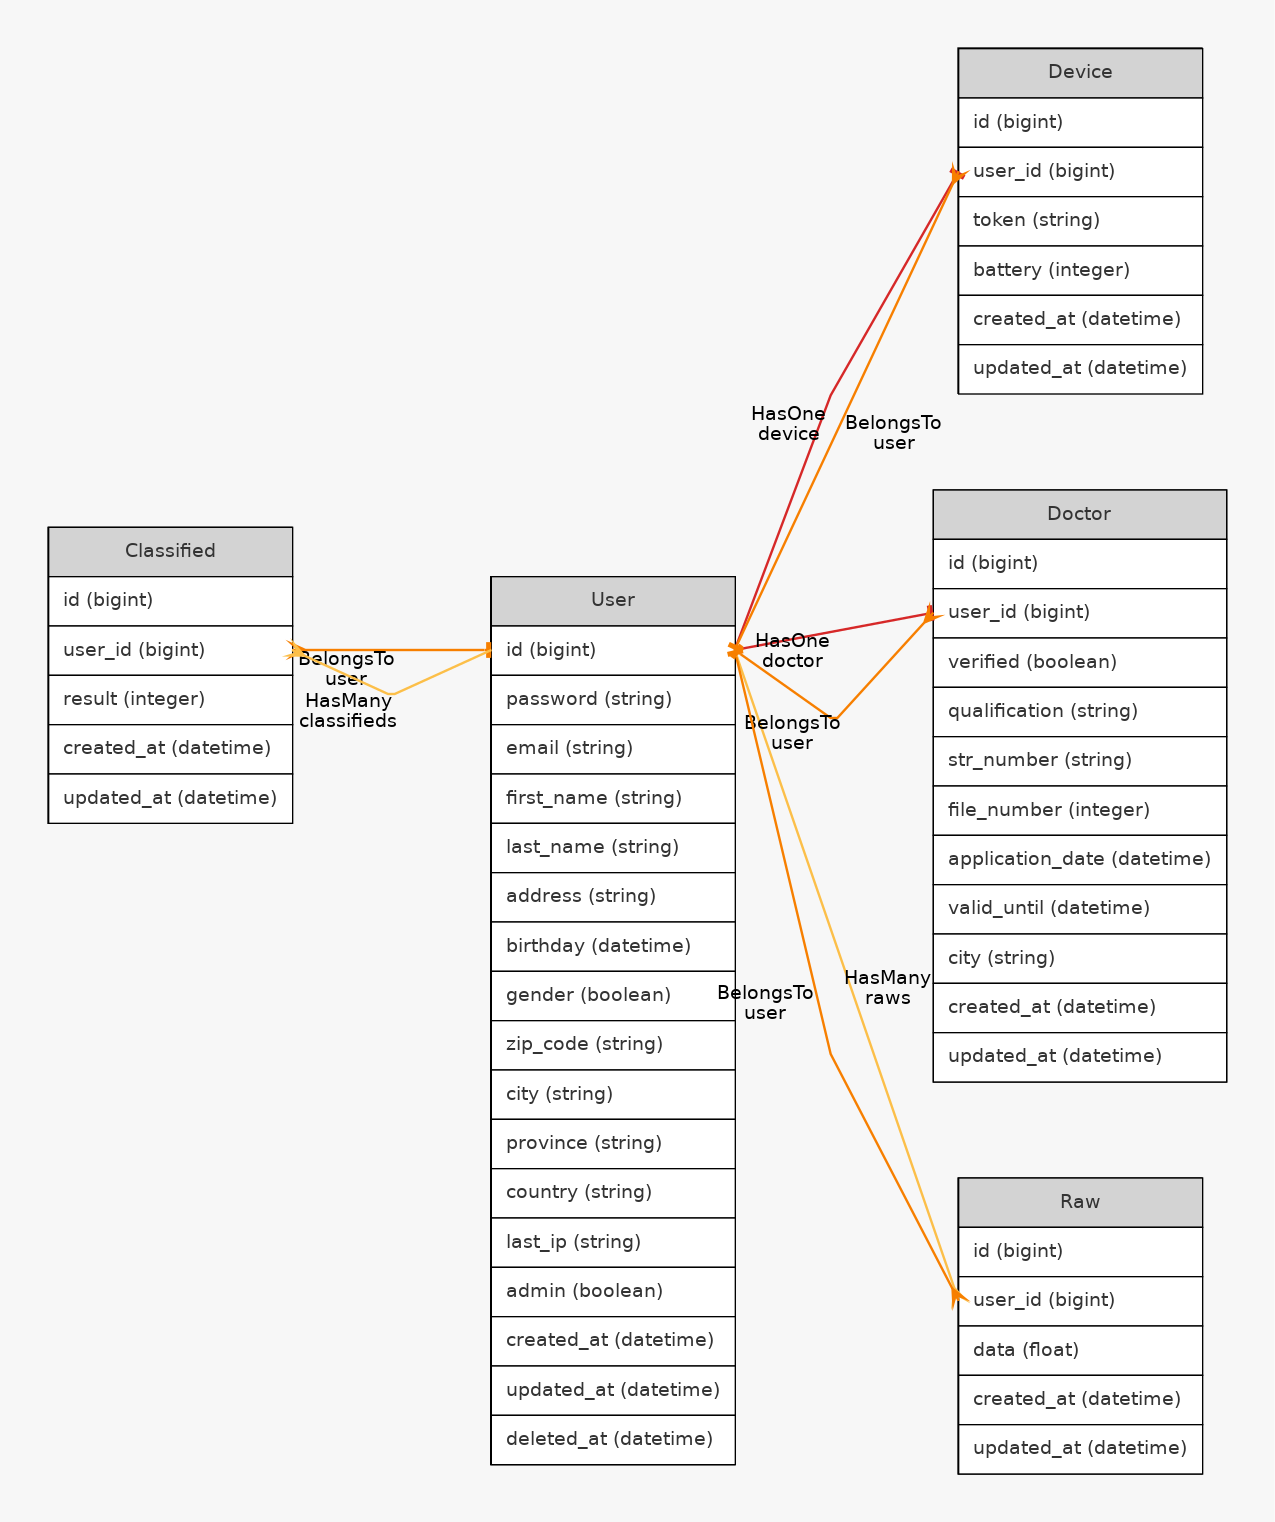 Device
id (bigint)
user_id (bigint)
token (string)
battery (integer)
created_at (datetime)
updated_at (datetime)
HasOne
device
BelongsTo
user
Doctor
id (bigint)
user_id (bigint)
verified (boolean)
qualification (string)
str_number (string)
file_number (integer)
application_date (datetime)
valid_until (datetime)
city (string)
created_at (datetime)
updated_at (datetime)
Classified
id (bigint)
user_id (bigint)
result (integer)
created_at (datetime)
updated_at (datetime)
BelongsTo
user
HasMany
classifieds
User
id (bigint)
password (string)
email (string)
first_name (string)
last_name (string)
address (string)
birthday (datetime)
gender (boolean)
zip_code (string)
city (string)
province (string)
country (string)
last_ip (string)
admin (boolean)
created_at (datetime)
updated_at (datetime)
deleted_at (datetime)
HasOne
doctor
BelongsTo
user
BelongsTo
user
HasMany
raws
Raw
id (bigint)
user_id (bigint)
data (float)
created_at (datetime)
updated_at (datetime)